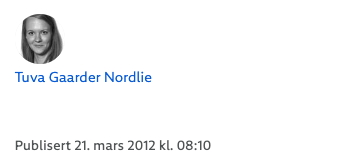 Tuva Gaarder Nordlie
Publisert 21. mars 2012 kl. 08:10